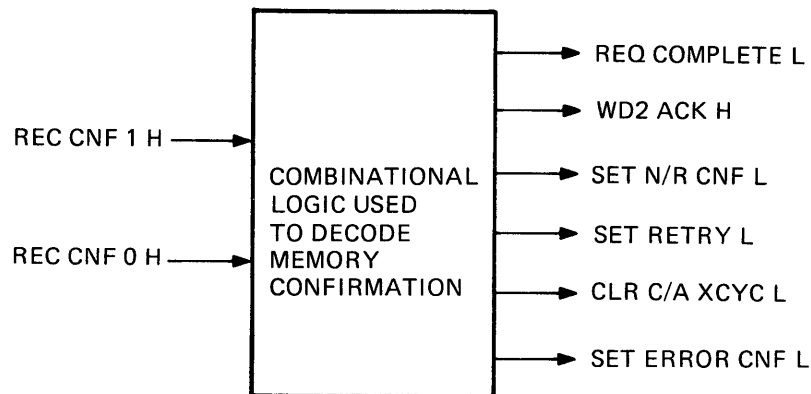 REC CNF 1 H
REC CNF 0 H
COMBINATIONAL
LOGIC USED
TO DECODE
MEMORY
CONFIRMATION
REQ COMPLETE L
WD2 ACK H
SET N/R CNF L
SET RETRY L
CLR C/A XCYC L
SET ERROR CNF L